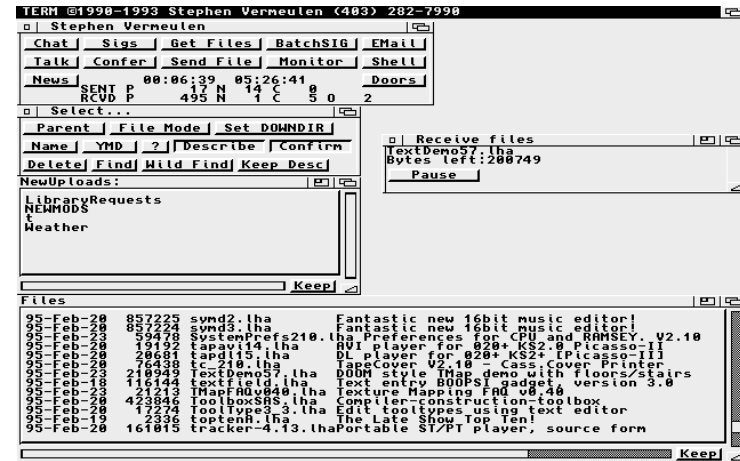 TERM ©1990-1993 Stephen Vermeulen (403) 282-7990
Stephen Vermeulen
Chat Sigs Get Files BatchSIG EMail
Talk Confer Send File Monitor Shell
News 00:06:39 05:26:41 Doors
SENT P 17 N 14 C 0
RCVD P 495 N 1 C 5 O 2
Select...
Parent File Mode Set DOWNDIR
Name YMD ? Describe Confirm
Delete Find Wild Find Keep Desc
Receive files
TextDemo57.lha
Bytes left:200749
Pause
NewUploads:
LibraryRequests
NEWMODS
t
Weather
Keep
Files
95-Feb-20 857225 symd2.lha Fantastic new 16bit music editor!
95-Feb-20 857224 symd3.lha Fantastic new 16bit music editor!
95-Feb-23 59478 SystemPrefs210.lha Preferences for CPU and RAMSEY. V2.10
95-Feb-20 19192 tapavi14.lha AVI player for 020+ KS2.0 Picasso-II
95-Feb-20 20681 tapdl15.lha DL player for 020+ KS2+ [Picasso-II]
95-Feb-20 76438 tc_210.lha TapeCover V2.10 - Cass.Cover Printer
95-Feb-23 210949 TextDemo57.lha DOOM style TMap demo with floors/stairs
95-Feb-18 116144 textfield.lha Text entry BOOPSI gadget, version 3.0
95-Feb-23 21213 TMapFAQv040.lha Texture Mapping FAQ v0.40
95-Feb-20 423846 ToolboxSAS.lha Compiler-construction-toolbox
95-Feb-20 17274 ToolType3_3.lha Edit tooltypes using text editor
95-Feb-19 2336 toptenA.lha The Late Show Top Ten!
95-Feb-20 161015 tracker-4.13.lhaPortable ST/PT player, source form
Keep